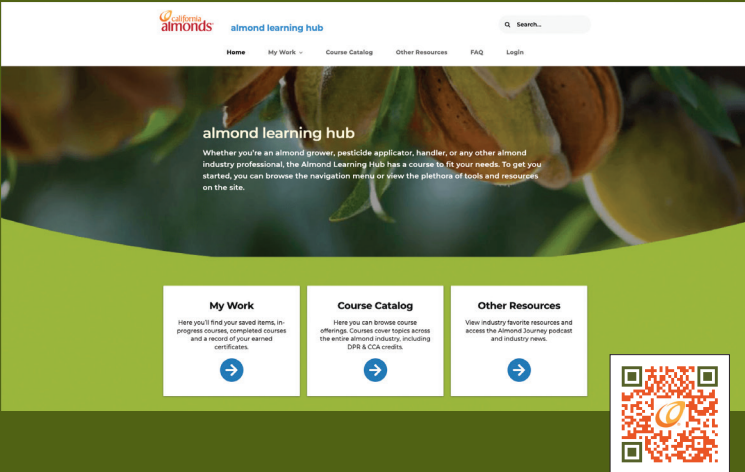 california
almonds
almond learning hub
Search...
Home
My Work
Course Catalog
Other Resources
FAQ
Login
almond learning hub
Whether you're an almond grower, pesticide applicator, handler, or any other almond
industry professional, the Almond Learning Hub has a course to fit your needs. To get you
started, you can browse the navigation menu or view the plethora of tools and resources
on the site.
My Work
Here you'll find your saved items, in-
progress courses, completed courses
and a record of your earned
certificates.
Course Catalog
Here you can browse course
offerings. Courses cover topics across
the entire almond industry, including
DPR & CCA credits.
Other Resources
View industry favorite resources and
access the Almond Journey podcast
and industry news.